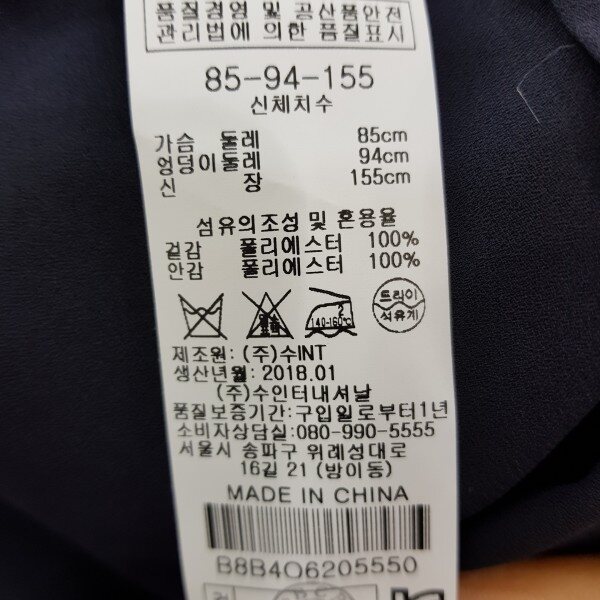 품질경영 및 공산품안전
관리법에 의한 품질표시
85-94-155
신체치수
가슴 둘레 85cm
엉덩이둘레 94cm
신 장 155cm
섬유의조성 및 혼용율
겉감 폴리에스터 100%
안감 폴리에스터 100%
2
140-160℃
드라이
석유계
제조원: (주)수INT
생산년월: 2018.01
(주)수인터내셔날
품질보증기간:구입일로부터1년
소비자상담실:080-990-5555
서울시 송파구 위례성대로
16길 21 (방이동)
MADE IN CHINA
B8B4O6205550